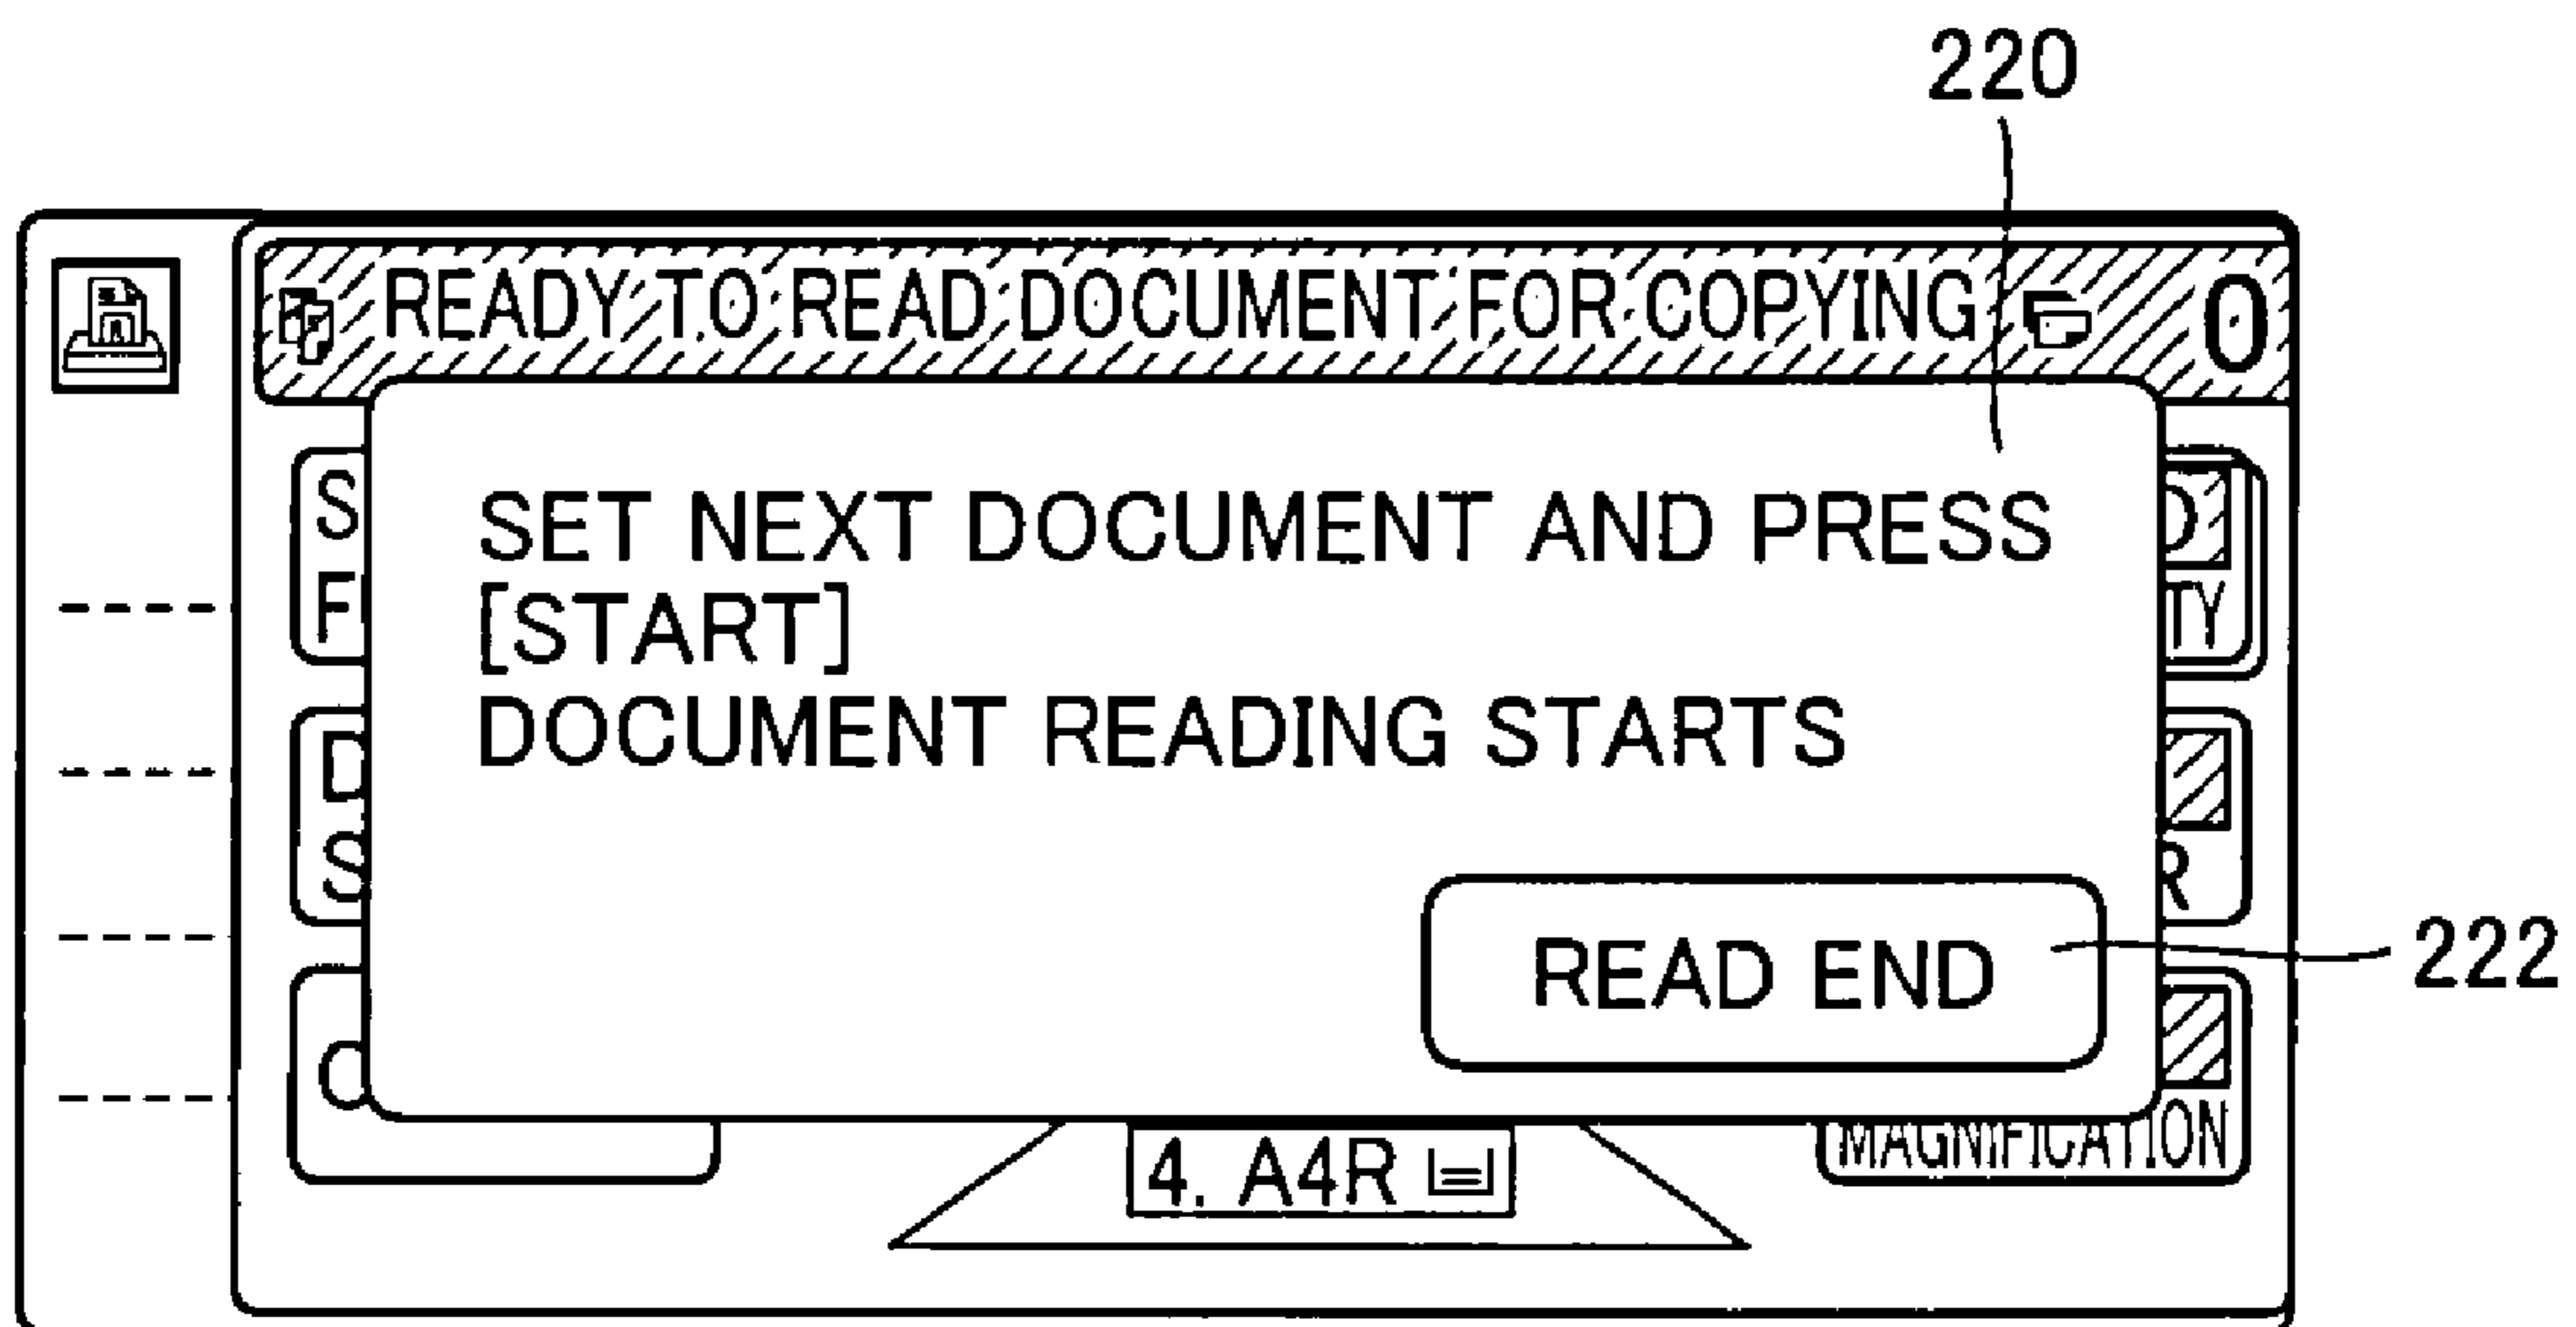 220
READY TO READ DOCUMENT FOR COPYING 0
SET NEXT DOCUMENT AND PRESS
[START]
DOCUMENT READING STARTS
READ END
222
4. A4R
MAGNIFICATION